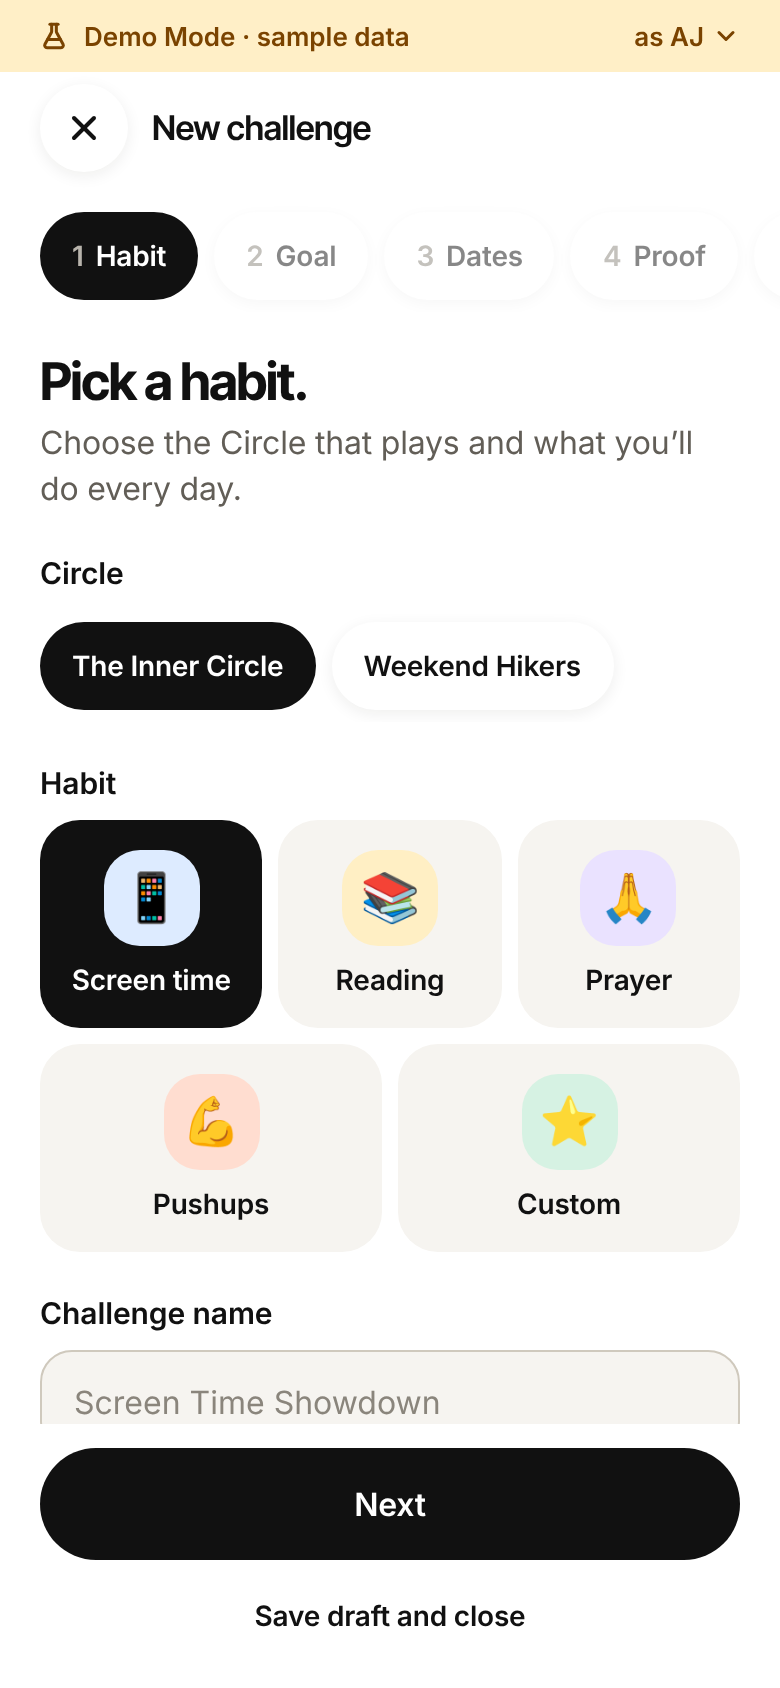 Demo Mode · sample data
as AJ
New challenge
1 Habit
2 Goal
3 Dates
4 Proof
Pick a habit.
Choose the Circle that plays and what you’ll
do every day.
Circle
The Inner Circle
Weekend Hikers
Habit
Screen time
Reading
Prayer
Pushups
Custom
Challenge name
Screen Time Showdown
Next
Save draft and close